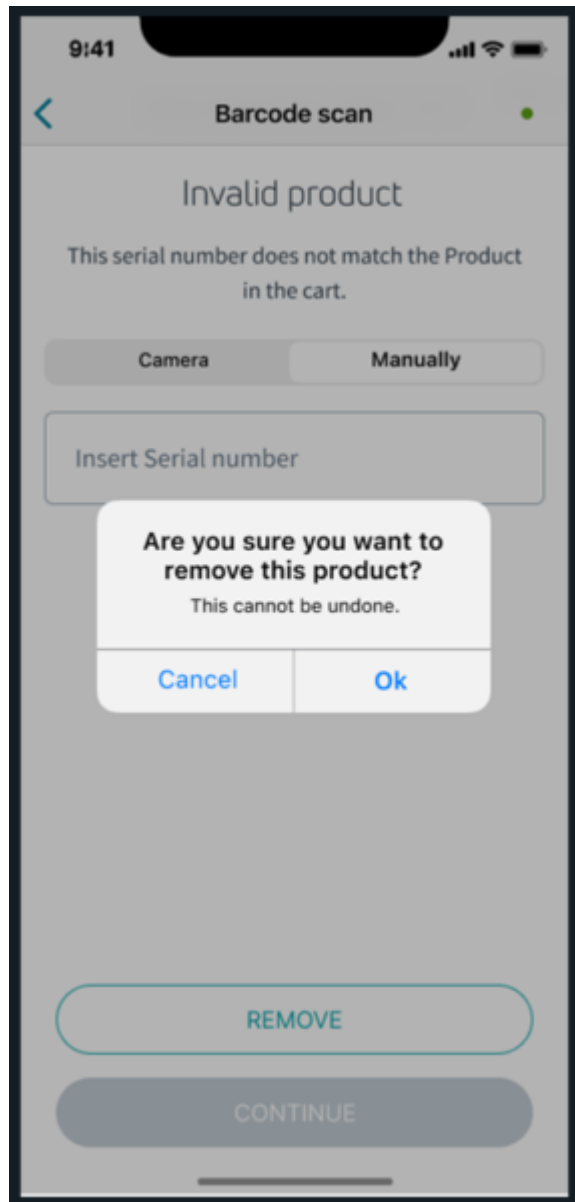 9:41
Barcode scan
Invalid product
This serial number does not match the Product
in the cart.
Camera Manually
Insert Serial number
Are you sure you want to
remove this product?
This cannot be undone.
Cancel Ok
REMOVE
CONTINUE